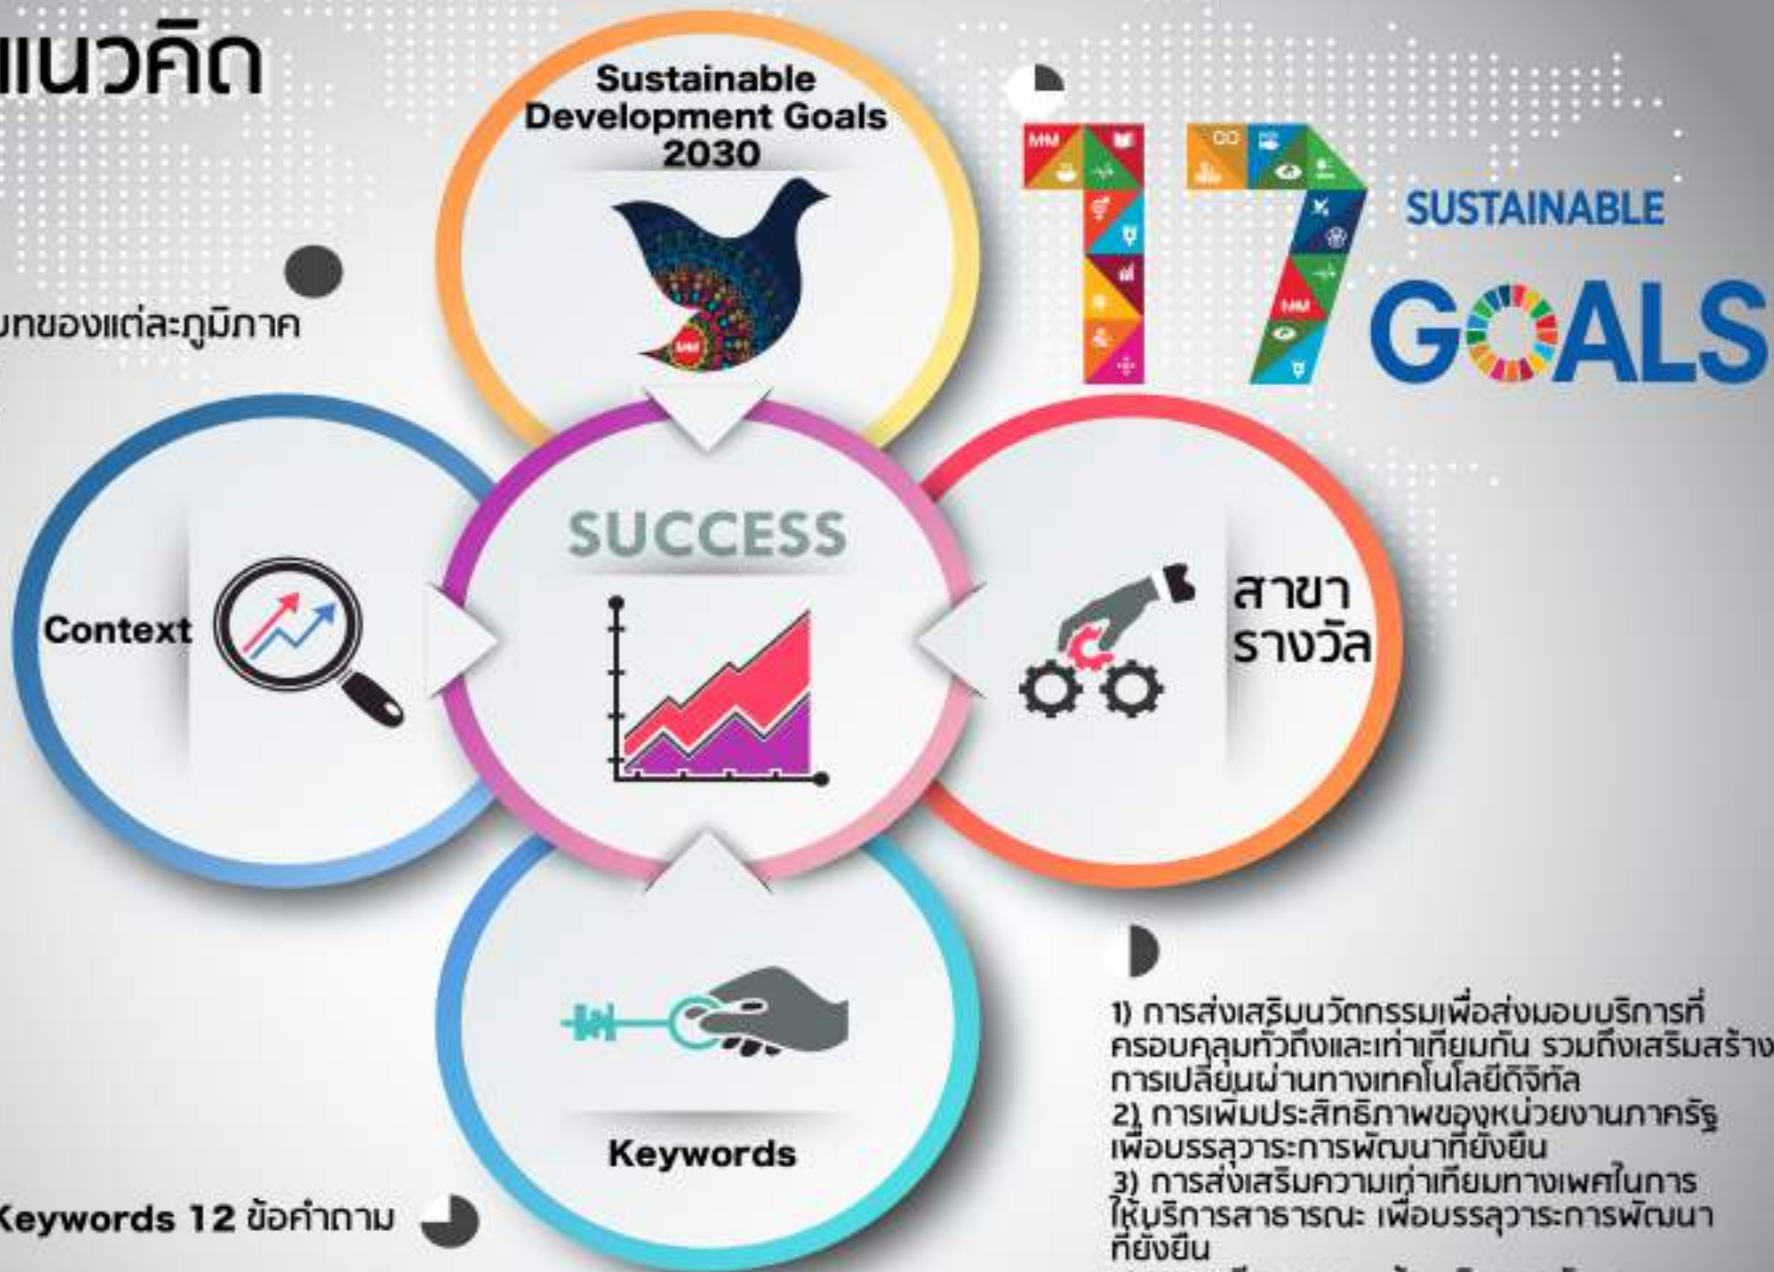 แนวคิด
Sustainable
Development Goals
2030
SUSTAINABLE
GOALS
ของแต่ละภูมิภาค
Context
SUCCESS
สาขา
รางวัล
Keywords
Keywords 12 ข้อคำถาม
1) การส่งเสริมนวัตกรรมเพื่อส่งมอบบริการที่
ครอบคลุมทั่วถึงและเท่าเทียมกัน รวมถึงเสริมสร้าง
การเปลี่ยนผ่านทางเทคโนโลยีดิจิทัล
2) การเพิ่มประสิทธิภาพของหน่วยงานภาครัฐ
เพื่อบรรลุวาระการพัฒนาที่ยั่งยืน
3) การส่งเสริมความเท่าเทียมทางเพศในการ
ให้บริการสาธารณะ เพื่อบรรลุวาระการพัฒนา
ที่ยั่งยืน